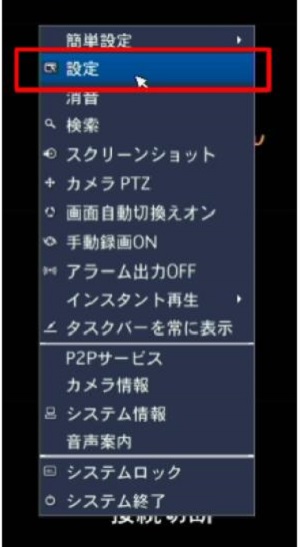 簡単設定
設定
消音
検索
スクリーンショット
カメラ PTZ
画面自動切換えオン
手動録画ON
アラーム出力OFF
インスタント再生
タスクバーを常に表示
P2Pサービス
カメラ情報
システム情報
音声案内
システムロック
システム終了
接続切断